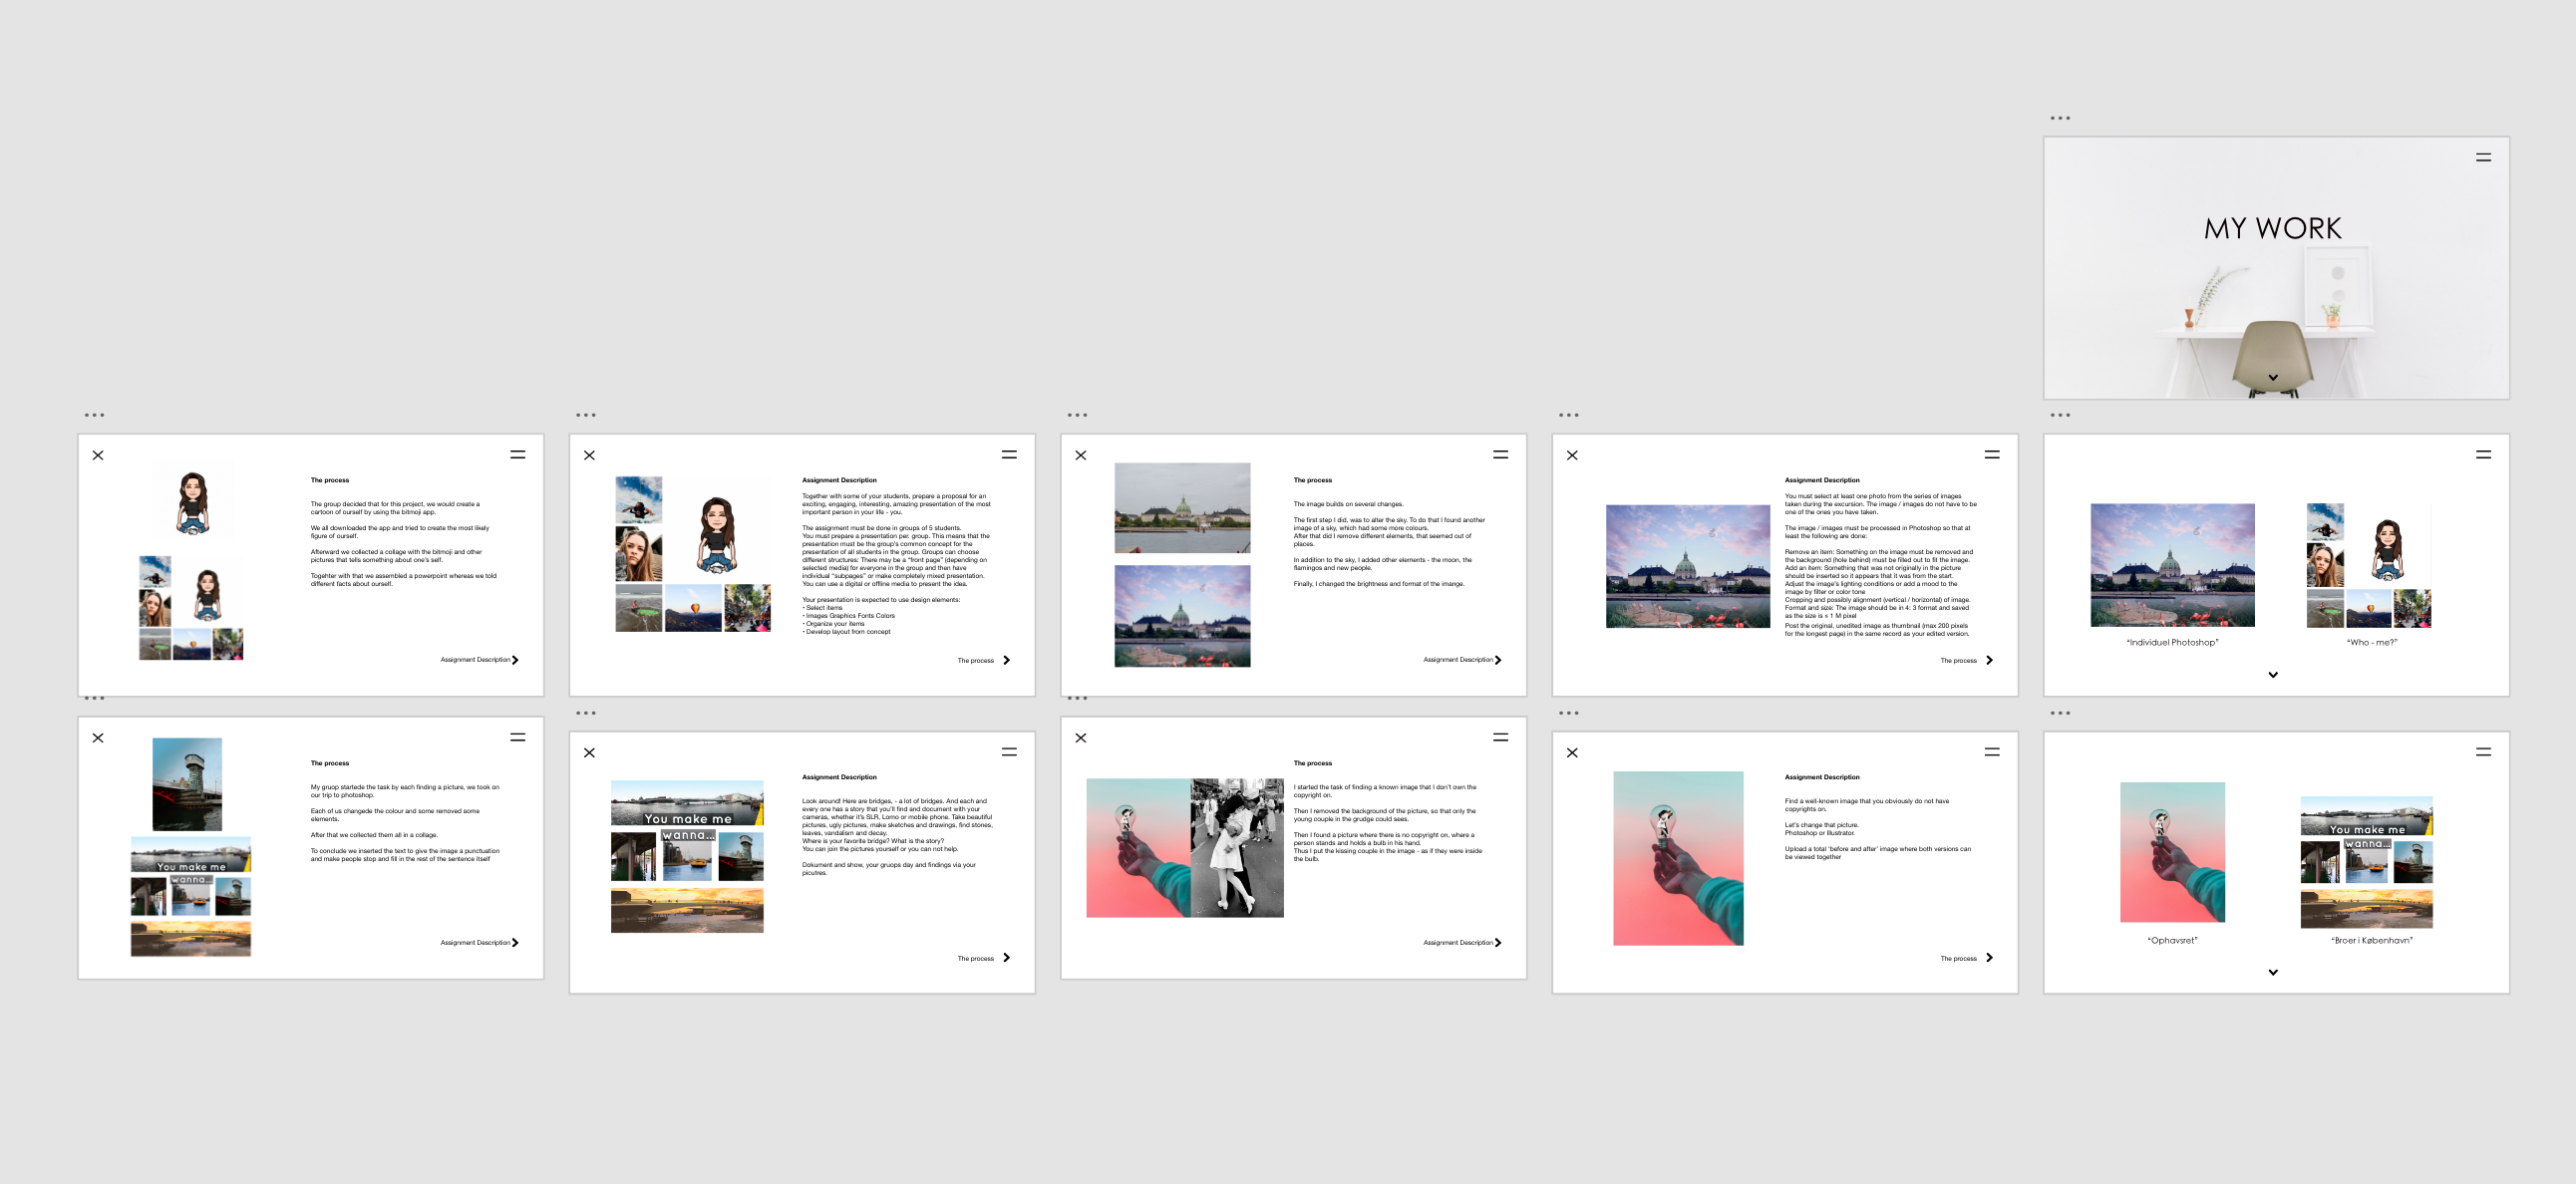 MY WORK
The process
The group decided that for this project, we would create a
cartoon of ourself by using the bitmoji app.
We all downloaded the app and tried to create the most likely
figure of ourself.
Afterward we collected a collage with the bitmoji and other
pictures that tells something about one's self.
Togehter with that we assembled a powerpoint whereas we told
different facts about ourself.
Assignment Description
Assignment Description
Together with some of your students, prepare a proposal for an
exciting, engaging, interesting, amazing presentation of the most
important person in your life - you.
The assignment must be done in groups of 5 students.
You must prepare a presentation per. group. This means that the
presentation must be the group's common concept for the
presentation of all students in the group. Groups can choose
different structures: There may be a "front page" (depending on
selected media) for everyone in the group and then have
individual "subpages" or make completely mixed presentation.
You can use a digital or offline media to present the idea.
Your presentation is expected to use design elements:
• Select items
• Images Graphics Fonts Colors
• Organize your items
• Develop layout from concept
The process
The process
The image builds on several changes.
The first step I did, was to alter the sky. To do that I found another
image of a sky, which had some more colours.
After that did I remove different elements, that seemed out of
places.
In addition to the sky, I added other elements - the moon, the
flamingos and new people.
Finally, I changed the brightness and format of the imange.
Assignment Description
Assignment Description
You must select at least one photo from the series of images
taken during the excursion. The image / images do not have to be
one of the ones you have taken.
The image / images must be processed in Photoshop so that at
least the following are done:
Remove an item: Something on the image must be removed and
the background (hole behind) must be filled out to fit the image.
Add an item: Something that was not originally in the picture
should be inserted so it appears that it was from the start.
Adjust the image's lighting conditions or add a mood to the
image by filter or color tone
Cropping and possibly alignment (vertical / horizontal) of image.
Format and size: The image should be in 4: 3 format and saved
as the size is ≤ 1 M pixel
Post the original, unedited image as thumbnail (max 200 pixels
for the longest page) in the same record as your edited version.
The process
"Individuel Photoshop"
"Who - me?"
The process
My gruop startede the task by each finding a picture, we took on
our trip to photoshop.
Each of us changede the colour and some removed some
elements.
After that we collected them all in a collage.
To conclude we inserted the text to give the image a punctuation
and make people stop and fill in the rest of the sentence itself
You make me
wanna...
Assignment Description
Assignment Description
Look around! Here are bridges, - a lot of bridges. And each and
every one has a story that you'll find and document with your
cameras, whether it's SLR, Lomo or mobile phone. Take beautiful
pictures, ugly pictures, make sketches and drawings, find stones,
leaves, vandalism and decay.
Where is your favorite bridge? What is the story?
You can join the pictures yourself or you can not help.
Dokument and show, your gruops day and findings via your
picutres.
You make me
wanna...
The process
The process
I started the task of finding a known image that I don't own the
copyright on.
Then I removed the background of the picture, so that only the
young couple in the grudge could sees.
Then I found a picture where there is no copyright on, where a
person stands and holds a bulb in his hand.
Thus I put the kissing couple in the image - as if they were inside
the bulb.
Assignment Description
Assignment Description
Find a well-known image that you obviously do not have
copyrights on.
Let's change that picture.
Photoshop or Illustrator.
Upload a total 'before and after' image where both versions can
be viewed together
The process
You make me
wanna...
"Ophavsret"
"Broer i København"